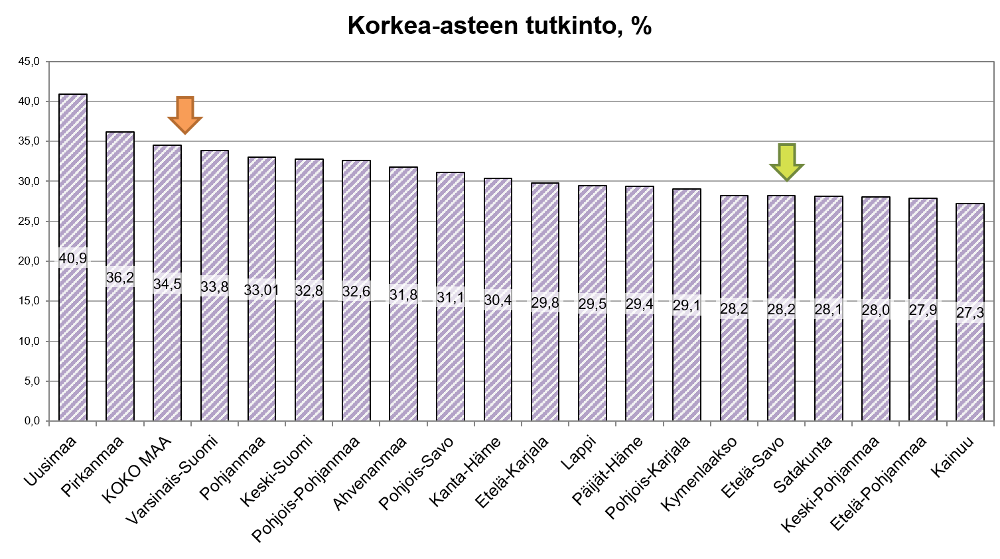 Korkea-asteen tutkinto, %
45,0
40,0
35,0
30,0
25,0
20,0
15,0
10,0
5,0
0,0
40,9
36,2
34,5
33,8
33,01
32,8
32,6
31,8
31,1
30,4
29,8
29,5
29,4
29,1
28,2
28,2
28,1
28,0
27,9
27,3
Uusimaa
Pirkanmaa
KOKO MAA
Varsinais-Suomi
Pohjanmaa
Keski-Suomi
Pohjois-Pohjanmaa
Ahvenanmaa
Pohjois-Savo
Kanta-Häme
Etelä-Karjala
Lappi
Päijät-Häme
Pohjois-Karjala
Kymenlaakso
Etelä-Savo
Satakunta
Keski-Pohjanmaa
Etelä-Pohjanmaa
Kainuu